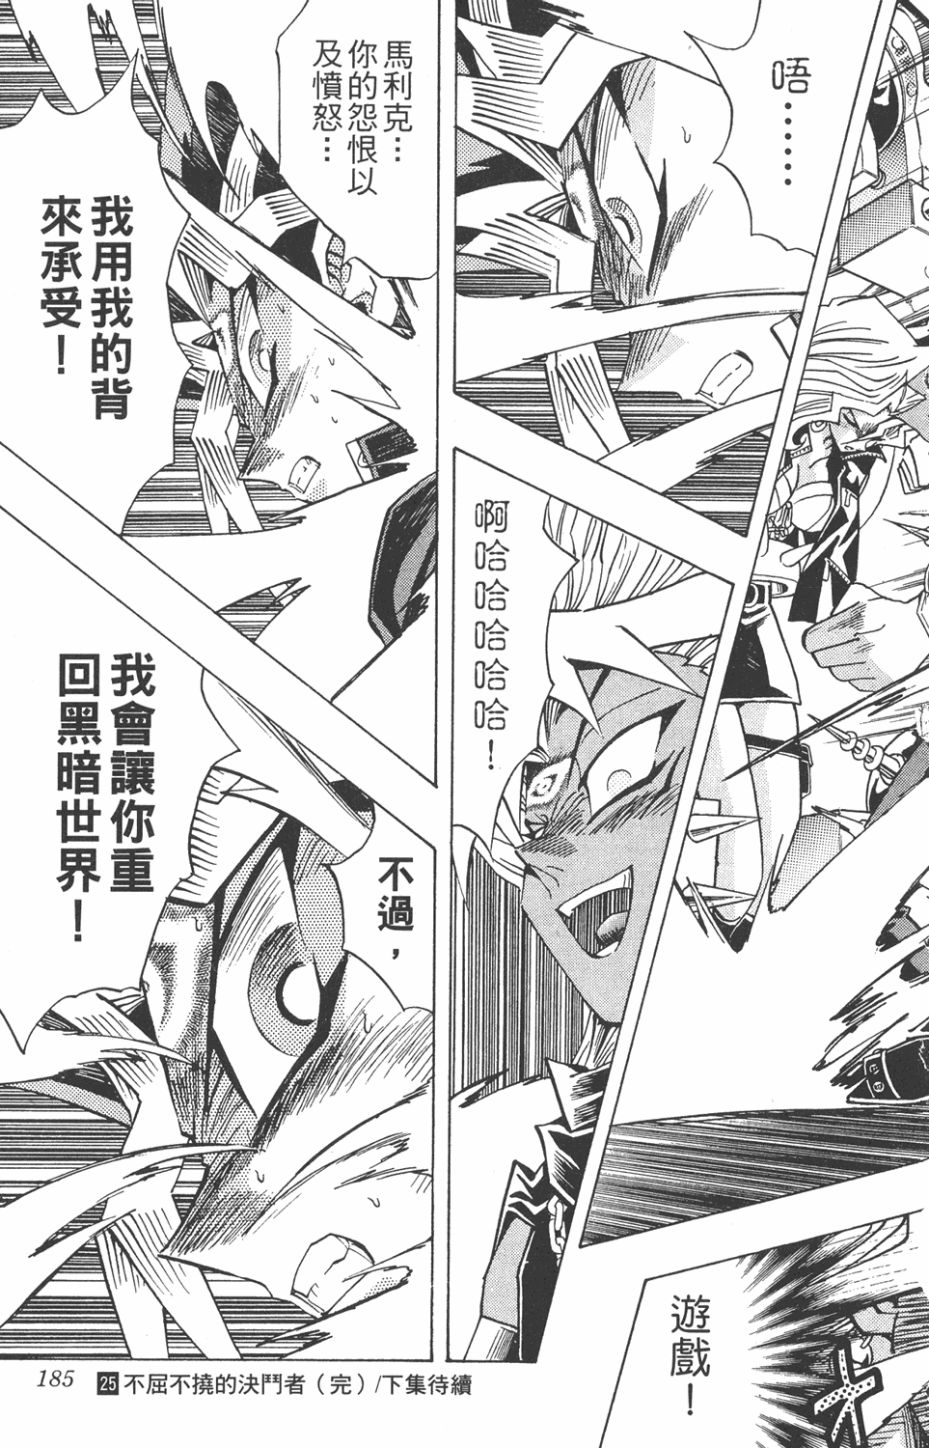 唔……
馬利克…
你的怨恨以
及憤怒…
我用我的背
來承受！
啊哈哈哈哈哈！
不過，
我會讓你重
回黑暗世界！
遊戲！
185
25 不屈不撓的決鬥者（完）/下集待續